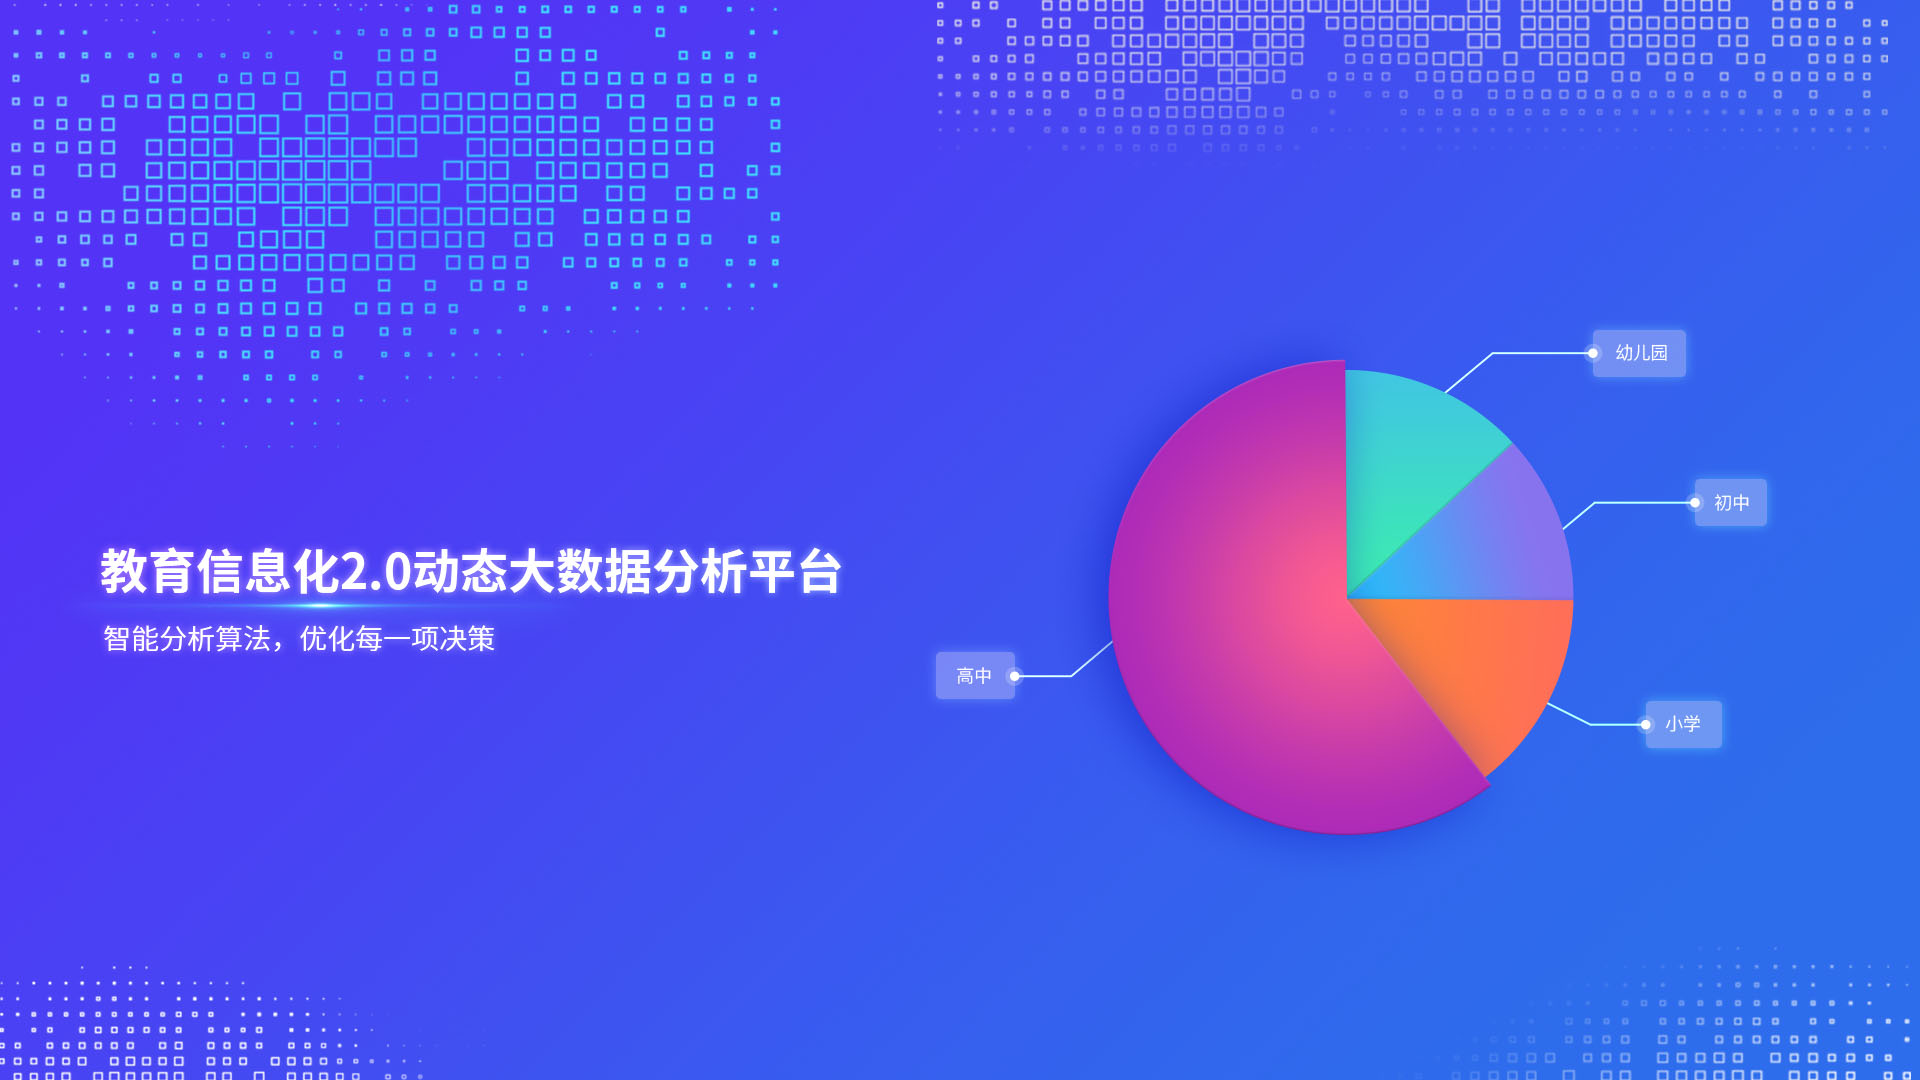 教育信息化2.0动态大数据分析平台
智能分析算法，优化每一项决策
幼儿园
初中
高中
小学